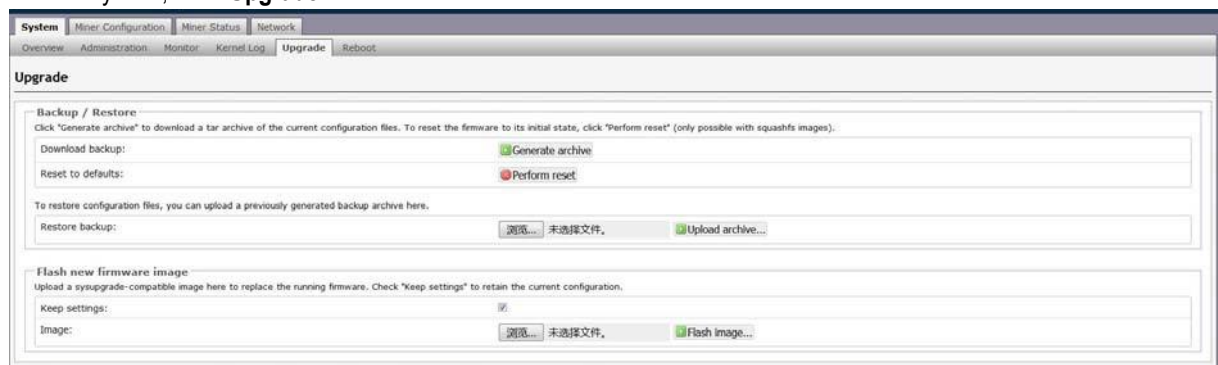 Upgrade
System Miner Configuration Miner Status Network
Overview Administration Monitor Kernel Log Upgrade Reboot
Upgrade
Backup / Restore
Click "Generate archive" to download a tar archive of the current configuration files. To reset the firmware to its initial state, click "Perform reset" (only possible with squashfs images).
Download backup: Generate archive
Reset to defaults: Perform reset
To restore configuration files, you can upload a previously generated backup archive here.
Restore backup: 浏览... 未选择文件。 Upload archive...
Flash new firmware image
Upload a sysupgrade-compatible image here to replace the running firmware. Check "Keep settings" to retain the current configuration.
Keep settings:
Image: 浏览... 未选择文件。 Flash image...